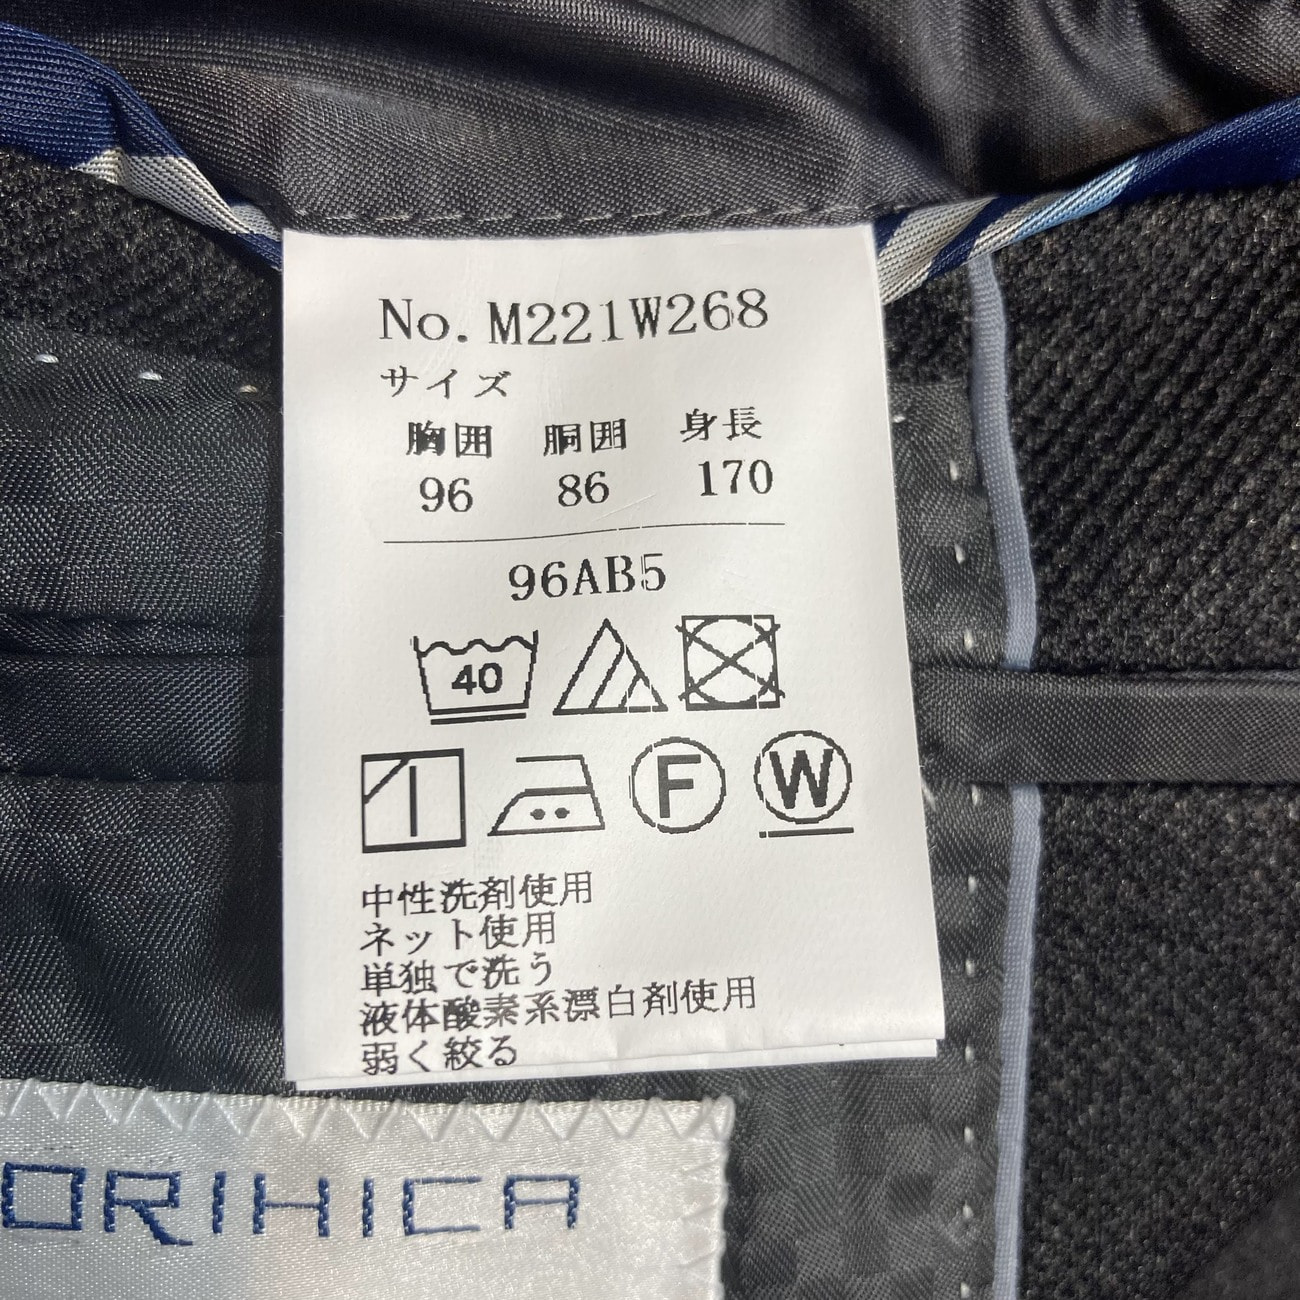 No. M221W268
サイズ
胸囲 胴囲 身長
96 86 170
96AB5
40
F W
中性洗剤使用
ネット使用
単独で洗う
液体酸素系漂白剤使用
弱く絞る
ORIHICA